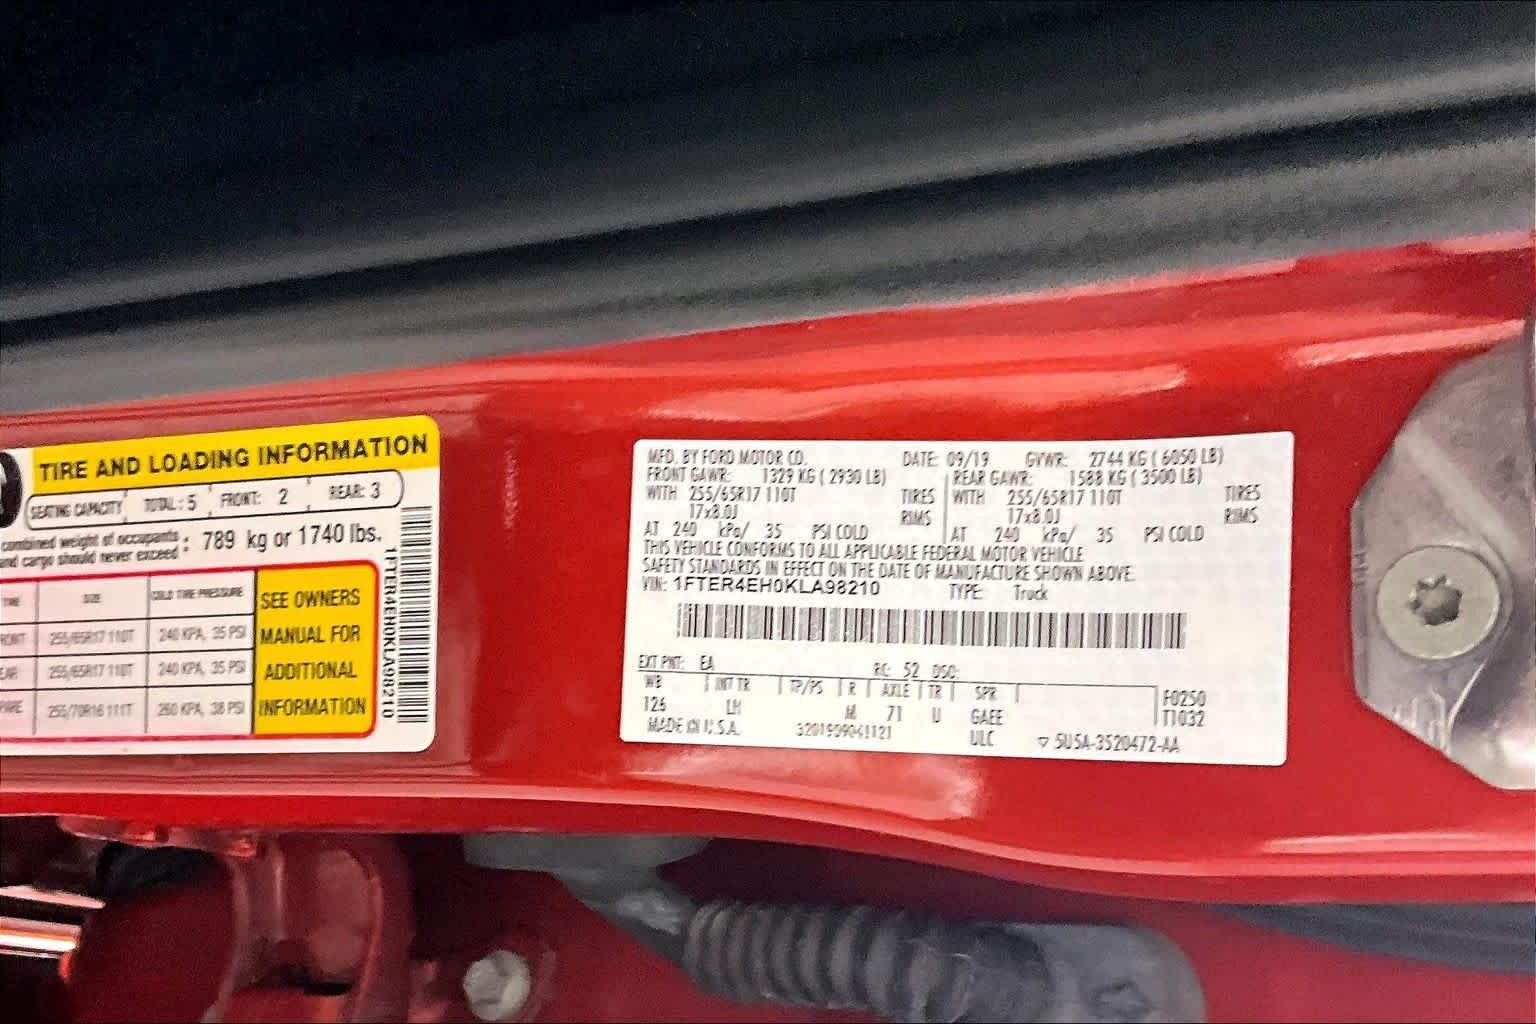 TIRE AND LOADING INFORMATION
SEATING CAPACITY TOTAL: 5 FRONT: 2 REAR: 3
combined weight of occupants
and cargo should never exceed : 789 kg or 1740 lbs.
SIZE COLD TIRE PRESSURE
255/65R17 110T 240 KPA, 35 PSI
255/65R17 110T 240 KPA, 35 PSI
255/70R16 111T 260 KPA, 38 PSI
SEE OWNERS
MANUAL FOR
ADDITIONAL
INFORMATION
1FTER4EH0KLA98210
MFD. BY FORD MOTOR CO. DATE: 09/19 GVWR: 2744 KG ( 6050 LB)
FRONT GAWR: 1329 KG ( 2930 LB) REAR GAWR: 1588 KG ( 3500 LB)
WITH 255/65R17 110T TIRES WITH 255/65R17 110T TIRES
17x8.0J RIMS 17x8.0J RIMS
AT 240 kPa/ 35 PSI COLD AT 240 kPa/ 35 PSI COLD
THIS VEHICLE CONFORMS TO ALL APPLICABLE FEDERAL MOTOR VEHICLE
SAFETY STANDARDS IN EFFECT ON THE DATE OF MANUFACTURE SHOWN ABOVE.
VIN: 1FTER4EH0KLA98210 TYPE: Truck
EXT PNT: EA RC: 52 DSO:
WB INT TR TP/PS R AXLE TR SPR F0250
126 LH M 71 U GAEE T1032
MADE IN U.S.A. ULC 5U5A-3520472-AA